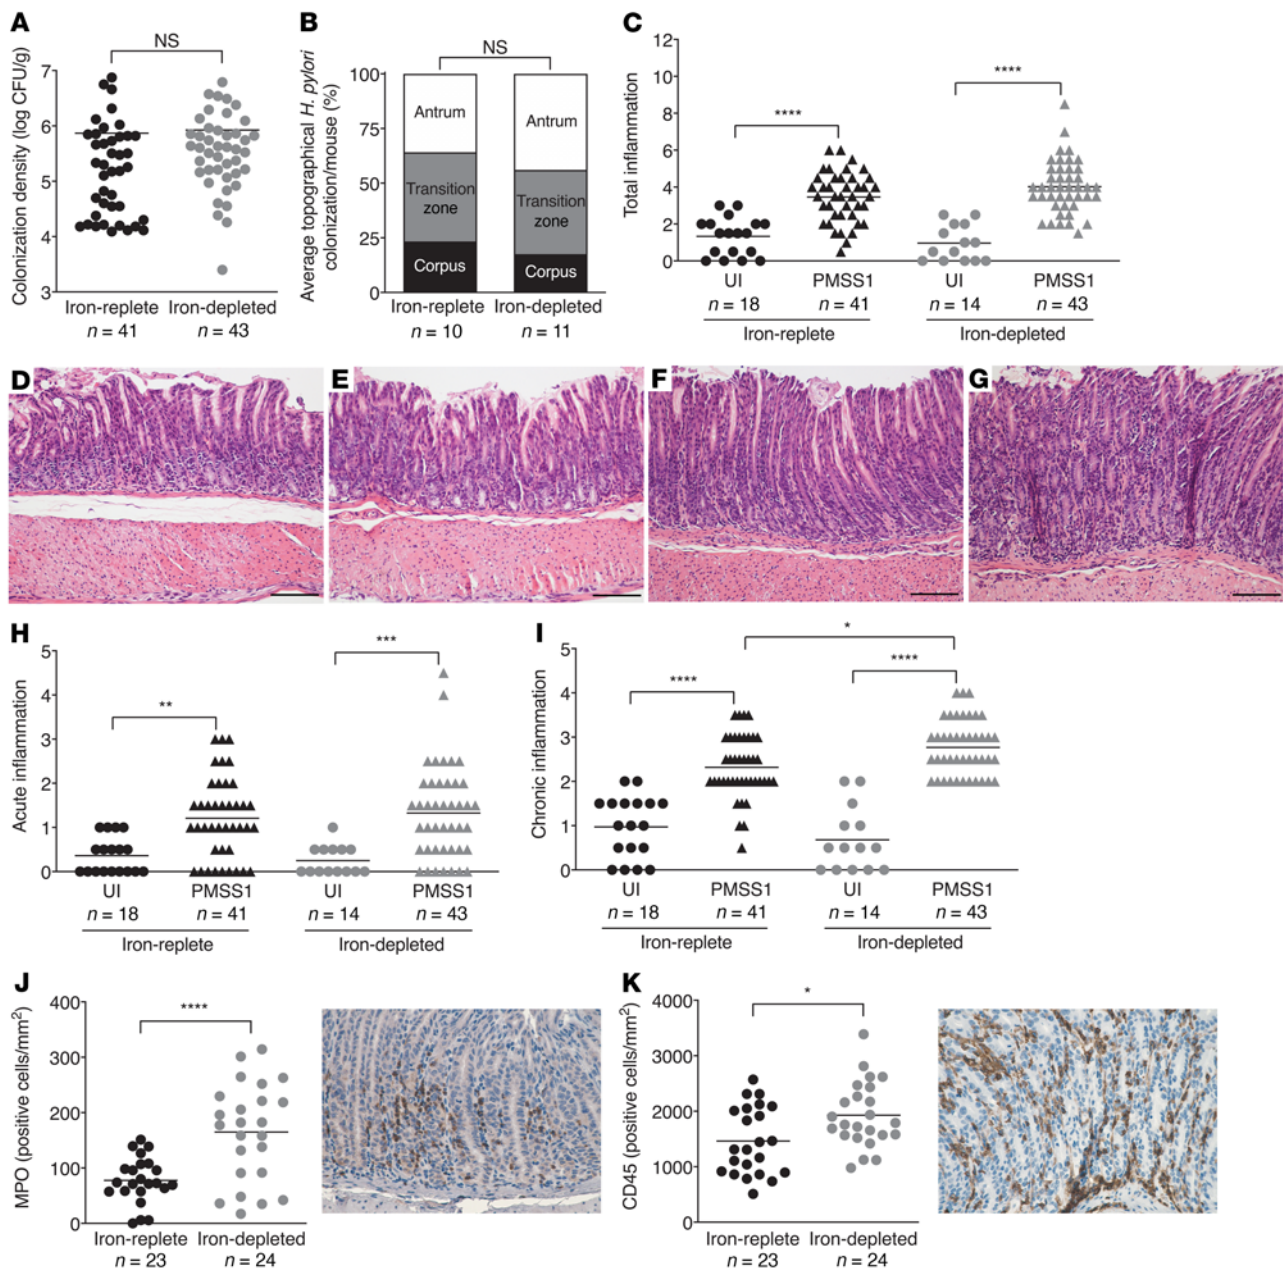 A
NS
Colonization density (log CFU/g)
7
6
5
4
3
Iron-replete
Iron-depleted
n = 41
n = 43
B
NS
Average topographical H. pylori
colonization/mouse (%)
100
75
50
25
0
Antrum
Transition
zone
Corpus
Antrum
Transition
zone
Corpus
Iron-replete
Iron-depleted
n = 10
n = 11
C
Total inflammation
12
10
8
6
4
2
0
****
****
UI
PMSS1
UI
PMSS1
n = 18
n = 41
n = 14
n = 43
Iron-replete
Iron-depleted
D
E
F
G
H
Acute inflammation
5
4
3
2
1
0
**
***
UI
PMSS1
UI
PMSS1
n = 18
n = 41
n = 14
n = 43
Iron-replete
Iron-depleted
I
Chronic inflammation
5
4
3
2
1
0
****
*
****
UI
PMSS1
UI
PMSS1
n = 18
n = 41
n = 14
n = 43
Iron-replete
Iron-depleted
J
MPO (positive cells/mm²)
400
300
200
100
0
****
Iron-replete
Iron-depleted
n = 23
n = 24
K
CD45 (positive cells/mm²)
4000
3000
2000
1000
0
*
Iron-replete
Iron-depleted
n = 23
n = 24